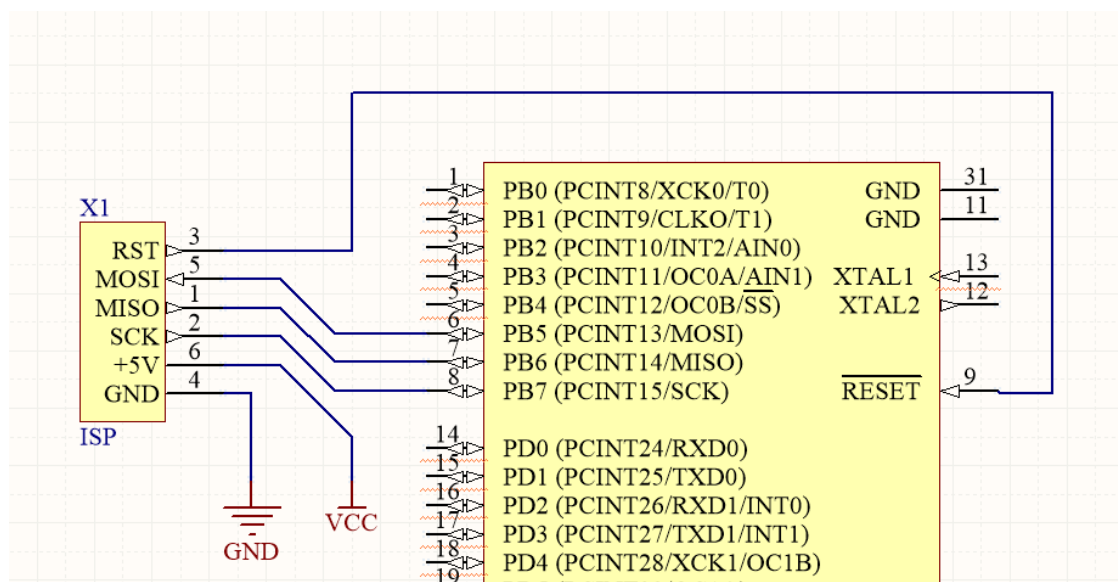 X1
RST 3
MOSI 5
MISO 1
SCK 2
+5V 6
GND 4
ISP
GND
VCC
1 PB0 (PCINT8/XCK0/T0)
2 PB1 (PCINT9/CLKO/T1)
3 PB2 (PCINT10/INT2/AIN0)
4 PB3 (PCINT11/OC0A/AIN1)
5 PB4 (PCINT12/OC0B/SS)
6 PB5 (PCINT13/MOSI)
7 PB6 (PCINT14/MISO)
8 PB7 (PCINT15/SCK)
14 PD0 (PCINT24/RXD0)
15 PD1 (PCINT25/TXD0)
16 PD2 (PCINT26/RXD1/INT0)
17 PD3 (PCINT27/TXD1/INT1)
18 PD4 (PCINT28/XCK1/OC1B)
19
GND 31
GND 11
XTAL1 13
XTAL2 12
RESET 9